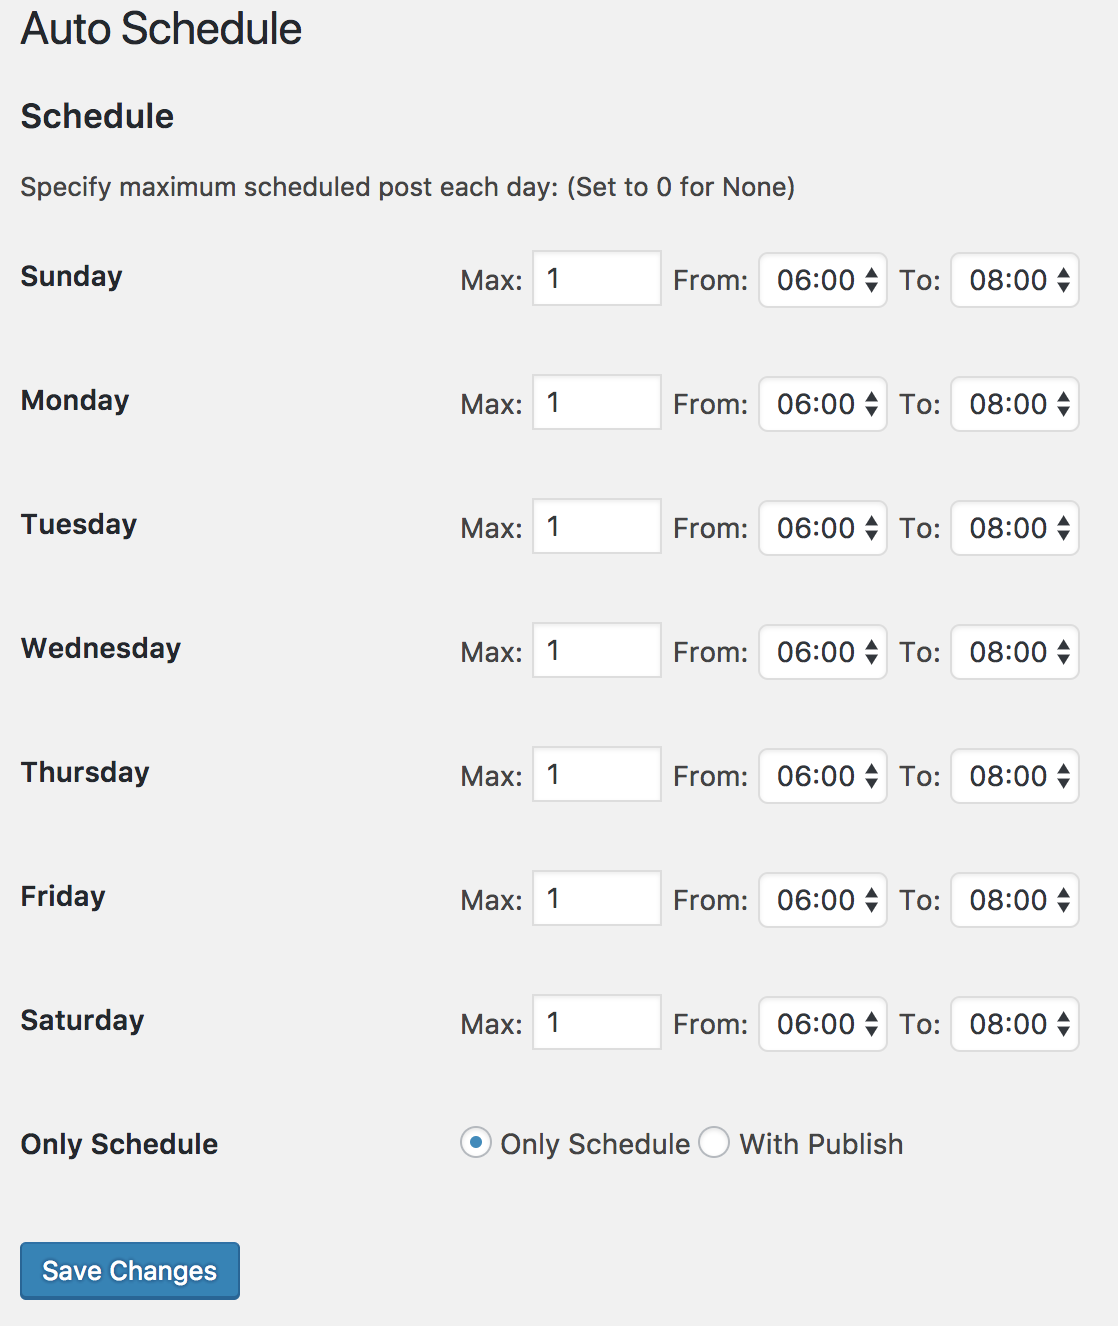 Auto Schedule
Schedule
Specify maximum scheduled post each day: (Set to 0 for None)
Sunday Max: 1 From: 06:00 To: 08:00
Monday Max: 1 From: 06:00 To: 08:00
Tuesday Max: 1 From: 06:00 To: 08:00
Wednesday Max: 1 From: 06:00 To: 08:00
Thursday Max: 1 From: 06:00 To: 08:00
Friday Max: 1 From: 06:00 To: 08:00
Saturday Max: 1 From: 06:00 To: 08:00
Only Schedule Only Schedule With Publish
Save Changes